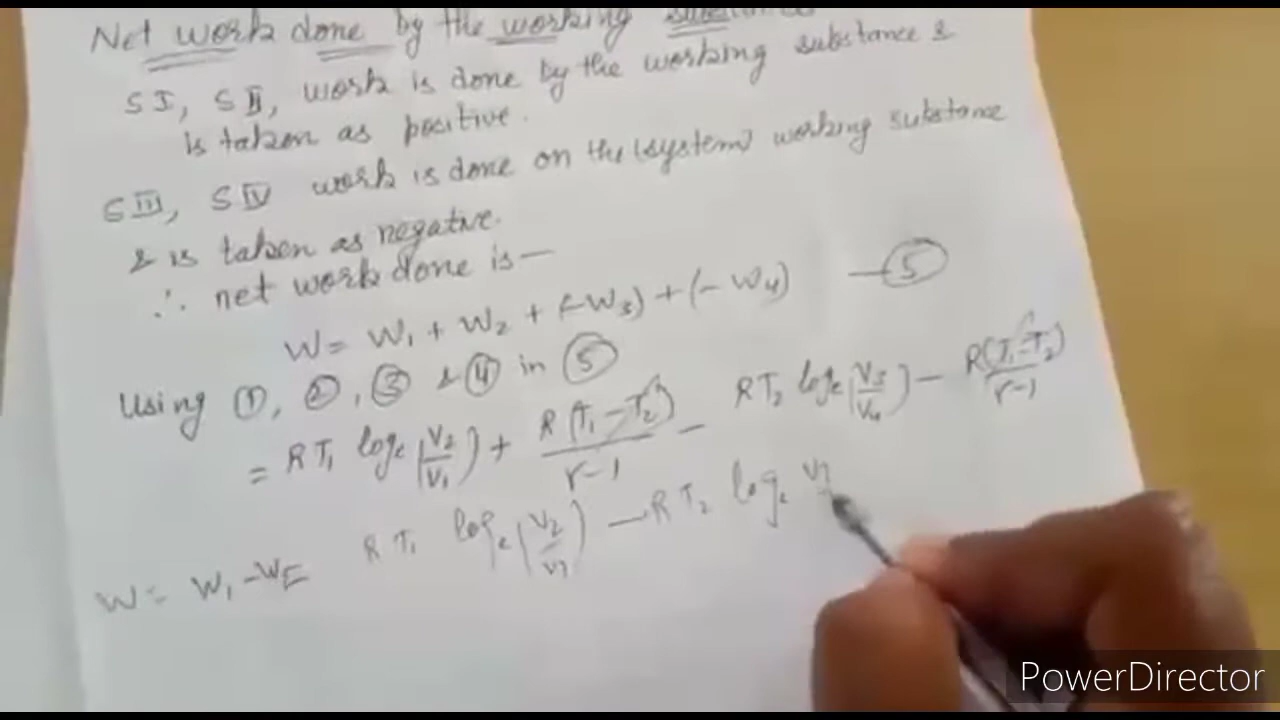 Net work done by the working substance
S I, S II, work is done by the working substance &
is taken as positive.
S III, S IV work is done on the (system) working substance
& is taken as negative.
∴ net work done is —
W = W₁ + W₂ + (-W₃) + (-W₄) —⑤
Using ①, ②, ③ & ④ in ⑤
= RT₁ logₑ(V₂/V₁) + R(T₁-T₂)/r-1 - RT₂ logₑ(V₃/V₄) - R(T₁-T₂)/r-1
W = W₁ - RT₁ logₑ(V₂/V₁) - RT₂ logₑ
PowerDirector